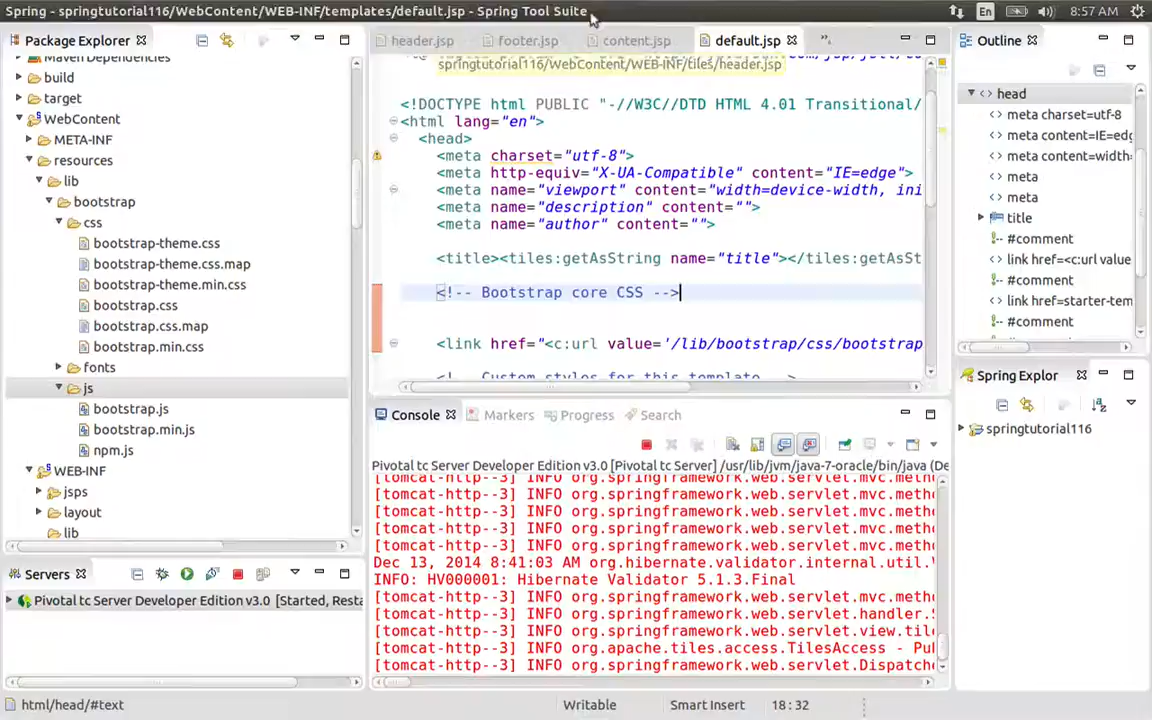 Spring - springtutorial116/WebContent/WEB-INF/templates/default.jsp - Spring Tool Suite
En
8:57 AM
Package Explorer
build
target
WebContent
META-INF
resources
lib
bootstrap
css
bootstrap-theme.css
bootstrap-theme.css.map
bootstrap-theme.min.css
bootstrap.css
bootstrap.css.map
bootstrap.min.css
fonts
js
bootstrap.js
bootstrap.min.js
npm.js
WEB-INF
jsps
layout
lib
Servers
Pivotal tc Server Developer Edition v3.0 [Started, Resta
header.jsp
footer.jsp
content.jsp
default.jsp
springtutorial116/WebContent/WEB-INF/tiles/header.jsp
<!DOCTYPE html PUBLIC "-//W3C//DTD HTML 4.01 Transitional/
<html lang="en">
<head>
<meta charset="utf-8">
<meta http-equiv="X-UA-Compatible" content="IE=edge">
<meta name="viewport" content="width=device-width, ini
<meta name="description" content="">
<meta name="author" content="">
<title><tiles:getAsString name="title"></tiles:getAsSt
<!-- Bootstrap core CSS -->
<link href="<c:url value='/lib/bootstrap/css/bootstrap
<!-- Custom styles for this template -->
Console
Markers
Progress
Search
Pivotal tc Server Developer Edition v3.0 [Pivotal tc Server] /usr/lib/jvm/java-7-oracle/bin/java (De
[tomcat-http--3] INFO org.springframework.web.servlet.mvc.meth
[tomcat-http--3] INFO org.springframework.web.servlet.mvc.meth
[tomcat-http--3] INFO org.springframework.web.servlet.mvc.meth
[tomcat-http--3] INFO org.springframework.web.servlet.mvc.meth
[tomcat-http--3] INFO org.springframework.web.servlet.mvc.meth
Dec 13, 2014 8:41:03 AM org.hibernate.validator.internal.util.
INFO: HV000001: Hibernate Validator 5.1.3.Final
[tomcat-http--3] INFO org.springframework.web.servlet.mvc.meth
[tomcat-http--3] INFO org.springframework.web.servlet.handler.
[tomcat-http--3] INFO org.springframework.web.servlet.view.til
[tomcat-http--3] INFO org.apache.tiles.access.TilesAccess - Pu
[tomcat-http--3] INFO org.springframework.web.servlet.Dispatch
Outline
head
meta charset=utf-8
meta content=IE=edg
meta content=width=
meta
meta
title
#comment
link href=<c:url value
#comment
link href=starter-tem
#comment
Spring Explor
springtutorial116
html/head/#text
Writable
Smart Insert
18 : 32